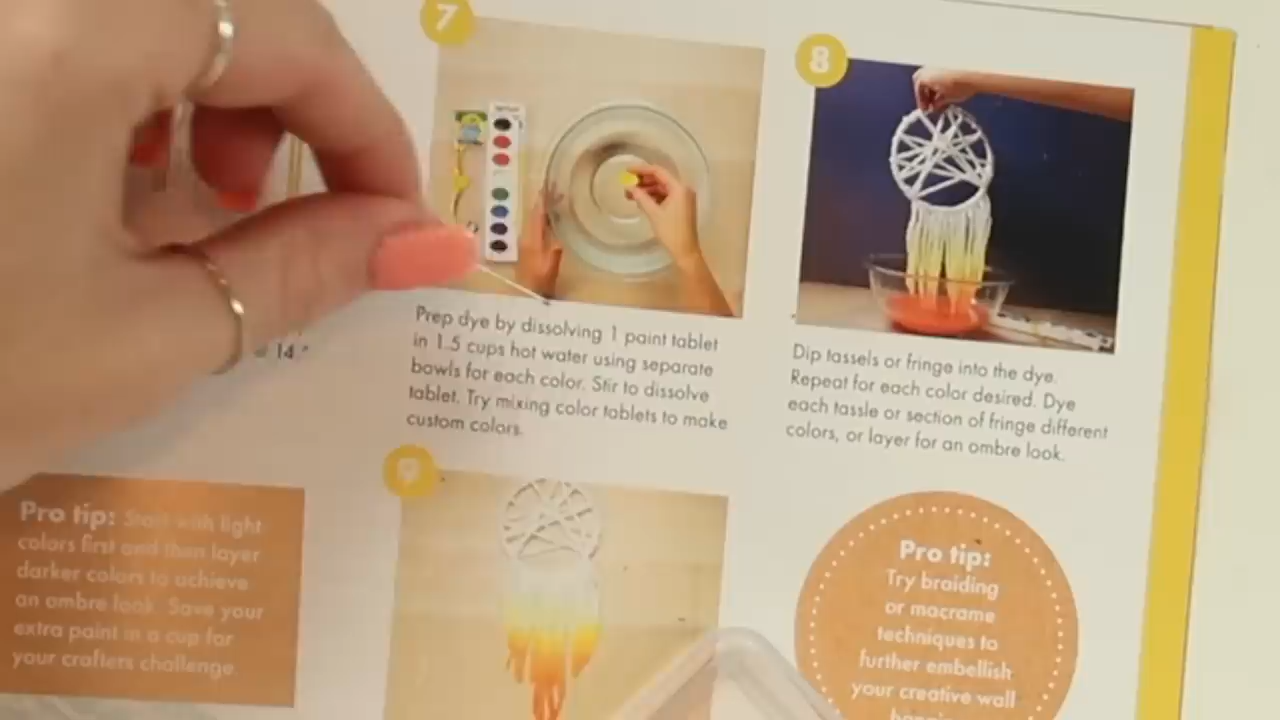 7
Prep dye by dissolving 1 paint tablet
in 1.5 cups hot water using separate
bowls for each color. Stir to dissolve
tablet. Try mixing color tablets to make
custom colors.
8
Dip tassels or fringe into the dye.
Repeat for each color desired. Dye
each tassle or section of fringe different
colors, or layer for an ombre look.
14."
Pro tip: Start with light
colors first and then layer
darker colors to achieve
an ombre look. Save your
extra paint in a cup for
your crafters challenge.
9
Pro tip:
Try braiding
or macrame
techniques to
further embellish
your creative wall